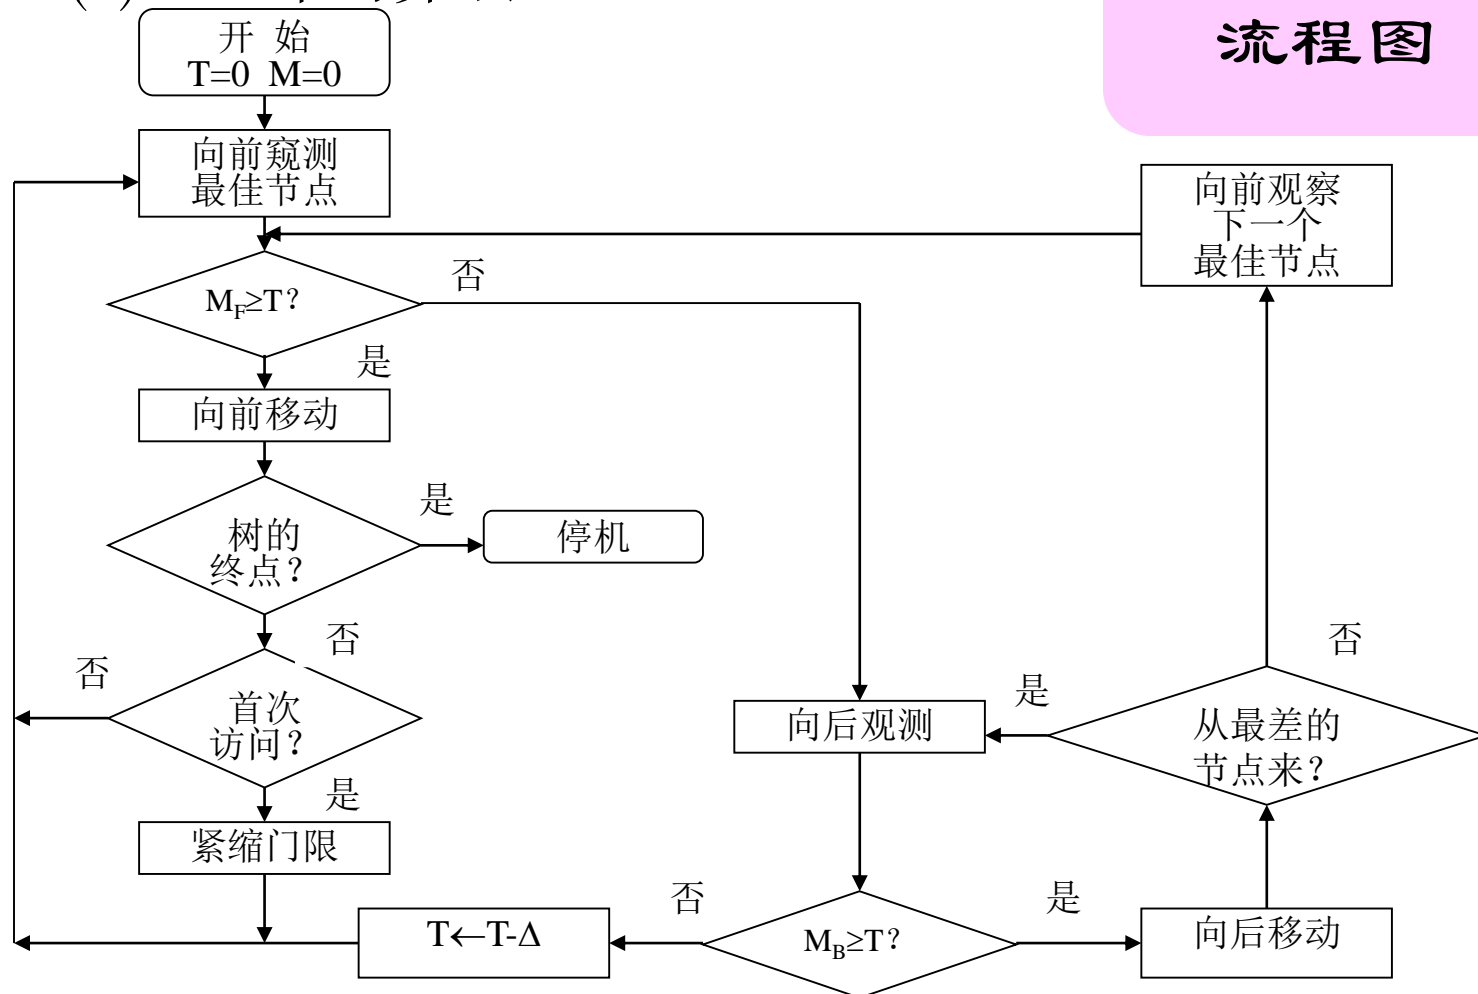 流程图
开 始
T=0 M=0
向前窥测
最佳节点
向前观察
下一个
最佳节点
否
M_F≥T？
是
向前移动
是
树的
终点？
停机
否
否
否
首次
访问？
是
向后观测
从最差的
节点来？
是
紧缩门限
否
是
T←T-Δ
M_B≥T？
向后移动